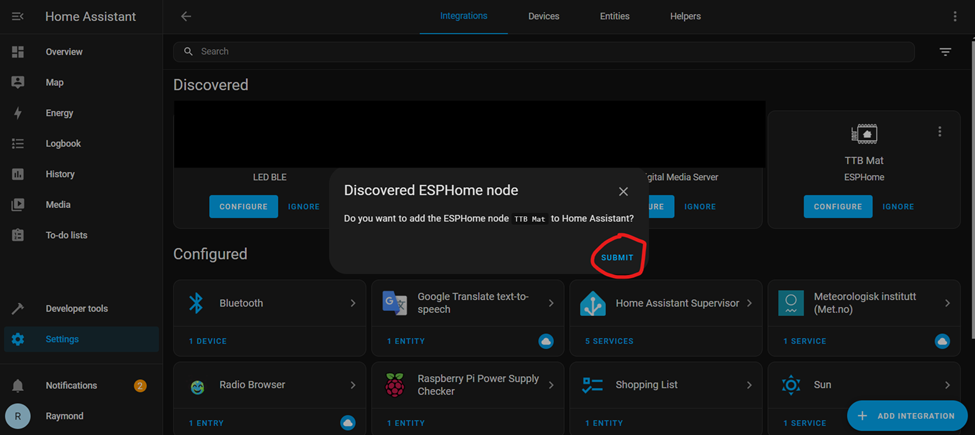 Home Assistant
Integrations
Devices
Entities
Helpers
Overview
Map
Energy
Logbook
History
Media
To-do lists
Developer tools
Settings
Notifications
2
R
Raymond
Search
Discovered
LED BLE
CONFIGURE
IGNORE
igital Media Server
URE
IGNORE
TTB Mat
ESPHome
CONFIGURE
IGNORE
Discovered ESPHome node
Do you want to add the ESPHome node TTB Mat to Home Assistant?
SUBMIT
Configured
Bluetooth
1 DEVICE
Google Translate text-to-
speech
1 ENTITY
Home Assistant Supervisor
5 SERVICES
Meteorologisk institutt
(Met.no)
1 SERVICE
Radio Browser
1 ENTRY
Raspberry Pi Power Supply
Checker
1 ENTITY
Shopping List
1 ENTITY
Sun
1 SERVICE
ADD INTEGRATION